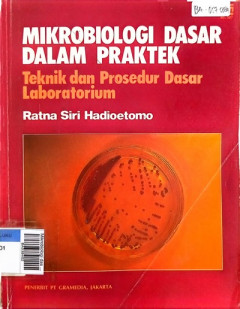 MIKROBIOLOGI DASAR
DALAM PRAKTEK
Teknik dan Prosedur Dasar
Laboratorium
Ratna Siri Hadioetomo
PENERBIT PT GRAMEDIA, JAKARTA